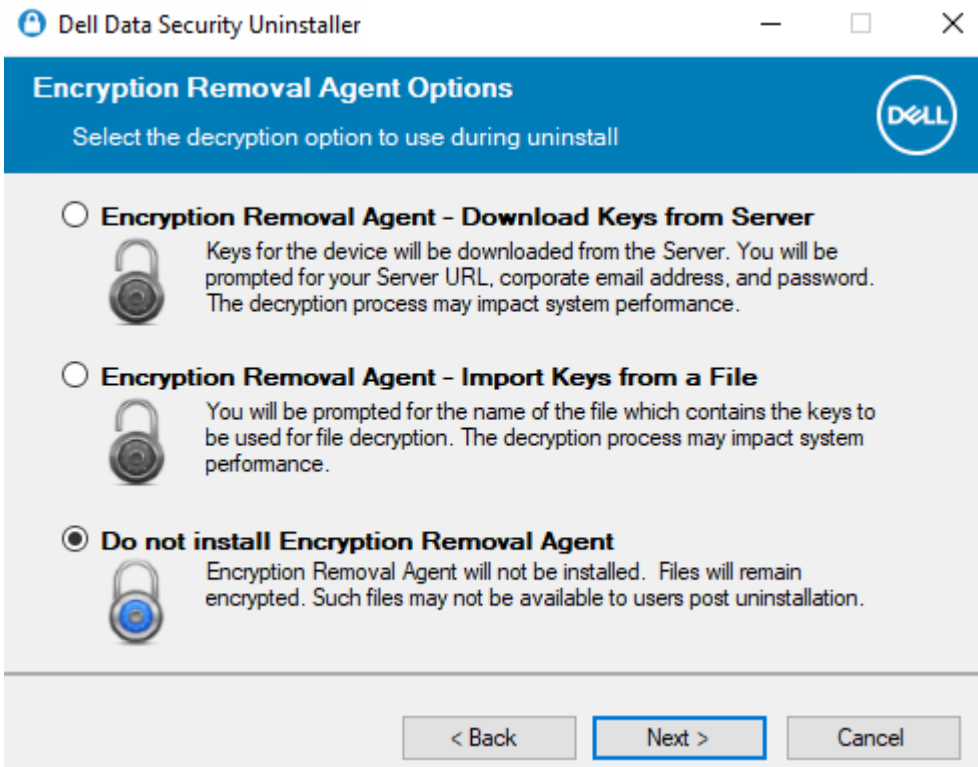 Dell Data Security Uninstaller
Encryption Removal Agent Options
Select the decryption option to use during uninstall
DELL
Encryption Removal Agent - Download Keys from Server
Keys for the device will be downloaded from the Server. You will be
prompted for your Server URL, corporate email address, and password.
The decryption process may impact system performance.
Encryption Removal Agent - Import Keys from a File
You will be prompted for the name of the file which contains the keys to
be used for file decryption. The decryption process may impact system
performance.
Do not install Encryption Removal Agent
Encryption Removal Agent will not be installed.  Files will remain
encrypted. Such files may not be available to users post uninstallation.
< Back
Next >
Cancel